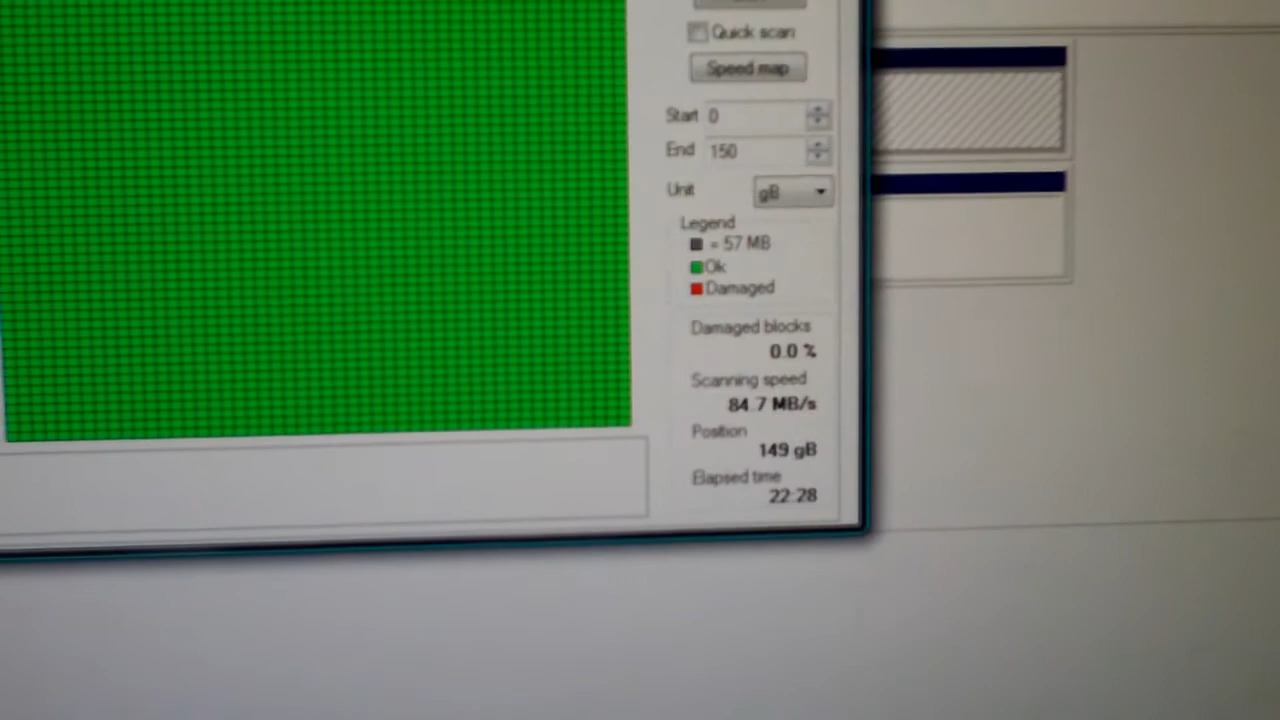 Quick scan
Speed map
Start 0
End 150
Unit gB
Legend
= 57 MB
Ok
Damaged
Damaged blocks
0.0 %
Scanning speed
84.7 MB/s
Position
149 gB
Elapsed time
22:28